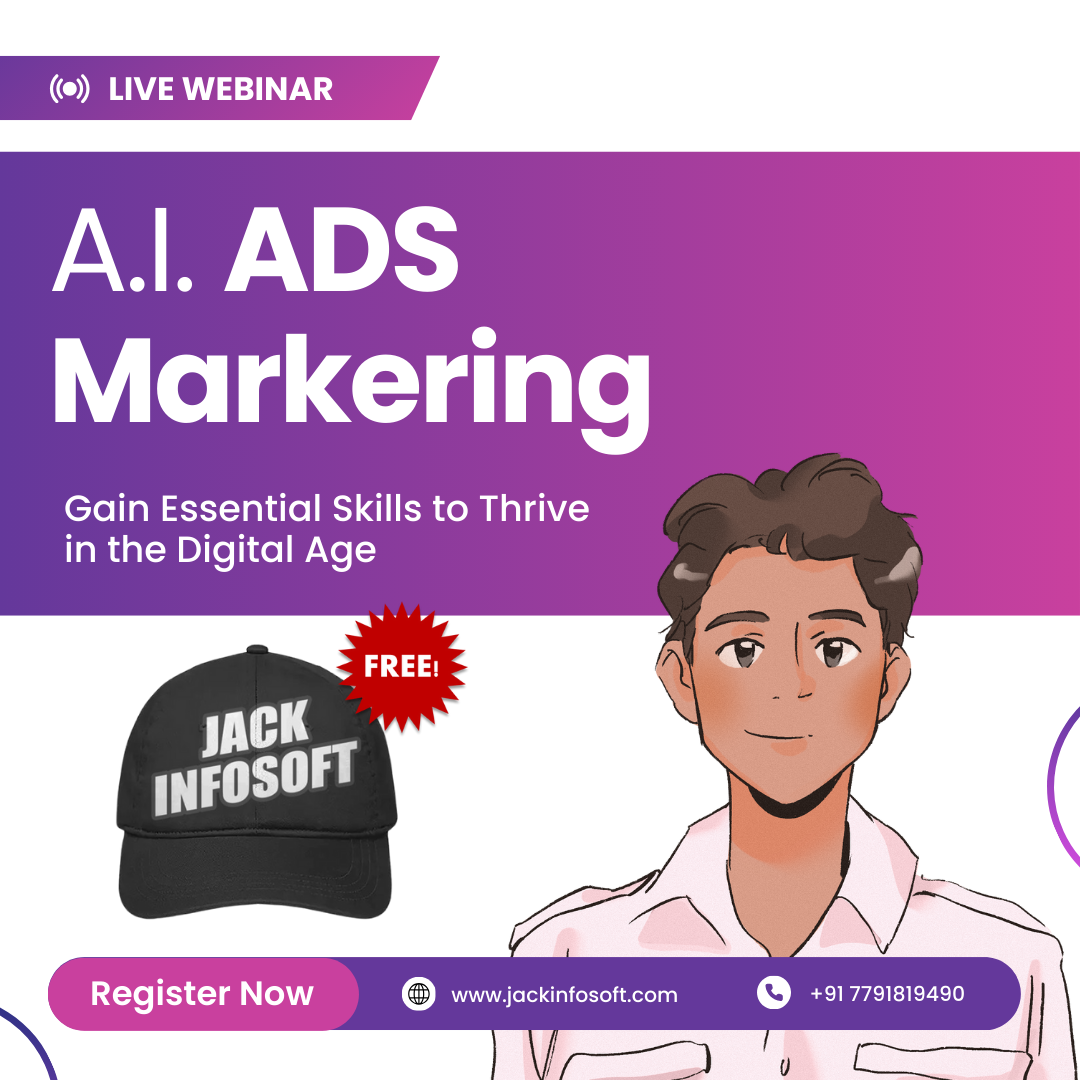 LIVE WEBINAR
A.I. ADS
Markering
Gain Essential Skills to Thrive
in the Digital Age
FREE!
JACK
INFOSOFT
Register Now
www.jackinfosoft.com
+91 7791819490